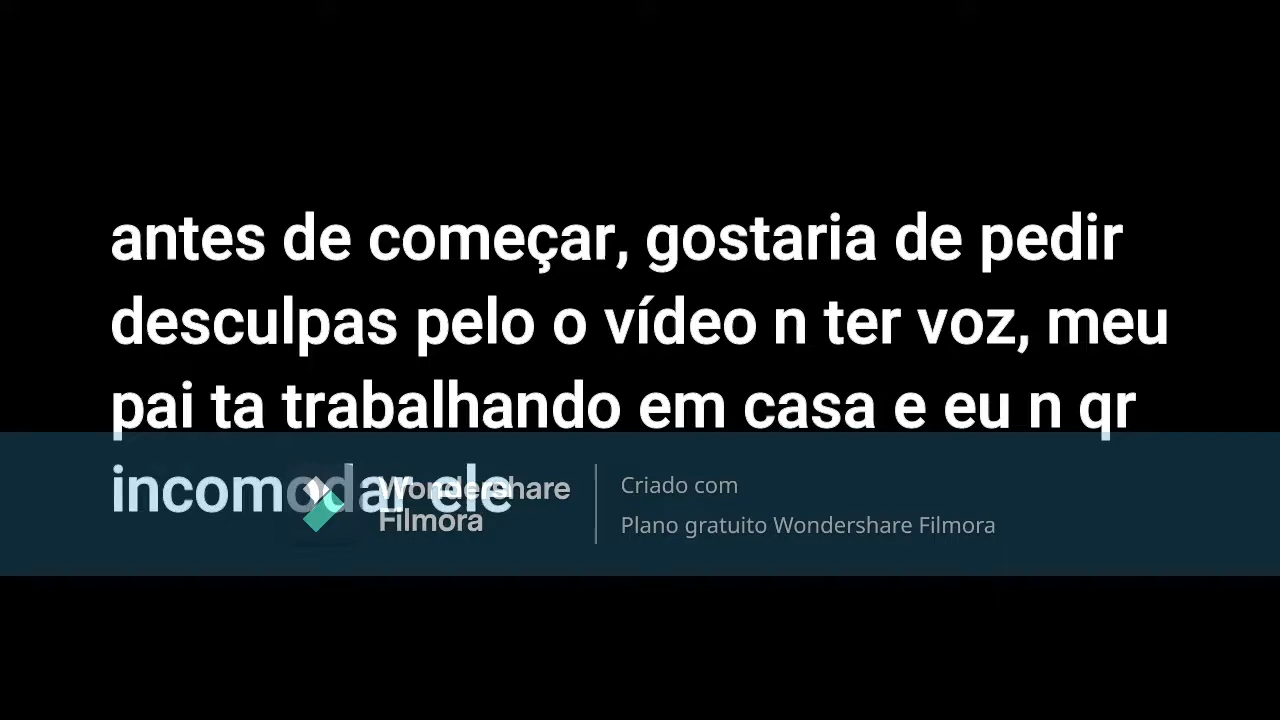 antes de começar, gostaria de pedir
desculpas pelo o vídeo n ter voz, meu
pai ta trabalhando em casa e eu n qr
incomodar ele
Wondershare
Filmora
Criado com
Plano gratuito Wondershare Filmora